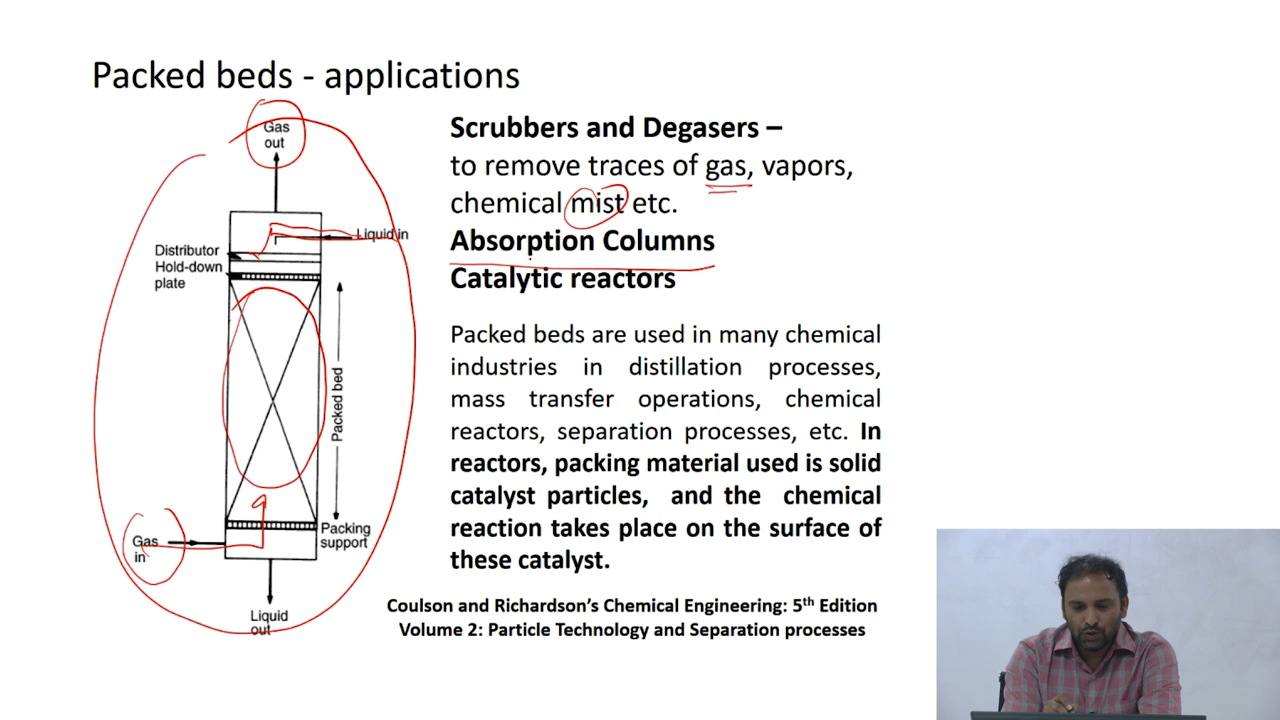 Packed beds - applications
Gas
out
Liquid in
Distributor
Hold-down
plate
Packed bed
Gas
in
Packing
support
Liquid
out
Scrubbers and Degasers –
to remove traces of gas, vapors,
chemical mist etc.
Absorption Columns
Catalytic reactors
Packed beds are used in many chemical
industries in distillation processes,
mass transfer operations, chemical
reactors, separation processes, etc. In
reactors, packing material used is solid
catalyst particles, and the chemical
reaction takes place on the surface of
these catalyst.
Coulson and Richardson's Chemical Engineering: 5th Edition
Volume 2: Particle Technology and Separation processes